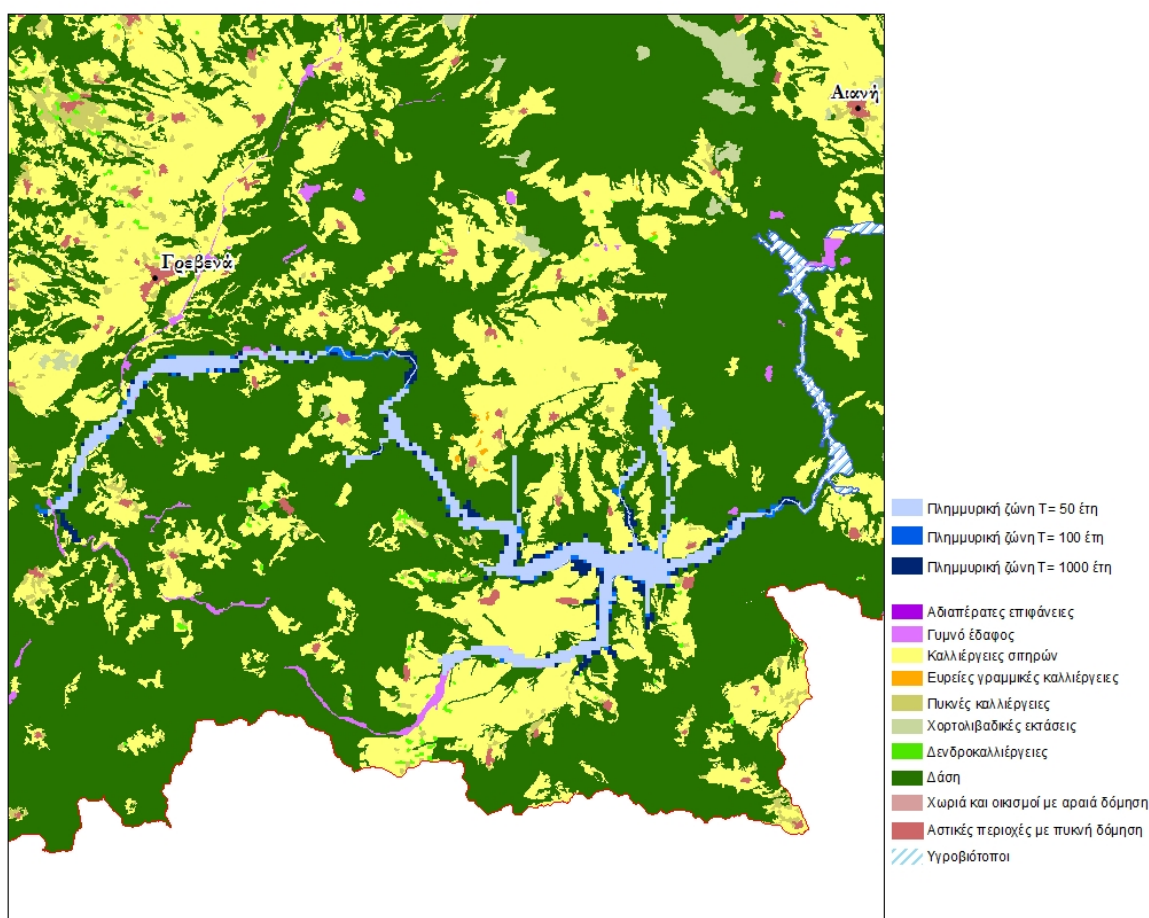 Αιανή
Γρεβενά
Πλημμυρική ζώνη T= 50 έτη
Πλημμυρική ζώνη T= 100 έτη
Πλημμυρική ζώνη T= 1000 έτη
Αδιαπέρατες επιφάνειες
Γυμνό έδαφος
Καλλιέργειες σιτηρών
Ευρείες γραμμικές καλλιέργειες
Πυκνές καλλιέργειες
Χορτολιβαδικές εκτάσεις
Δενδροκαλλιέργειες
Δάση
Χωριά και οικισμοί με αραιά δόμηση
Αστικές περιοχές με πυκνή δόμηση
Υγροβιότοποι